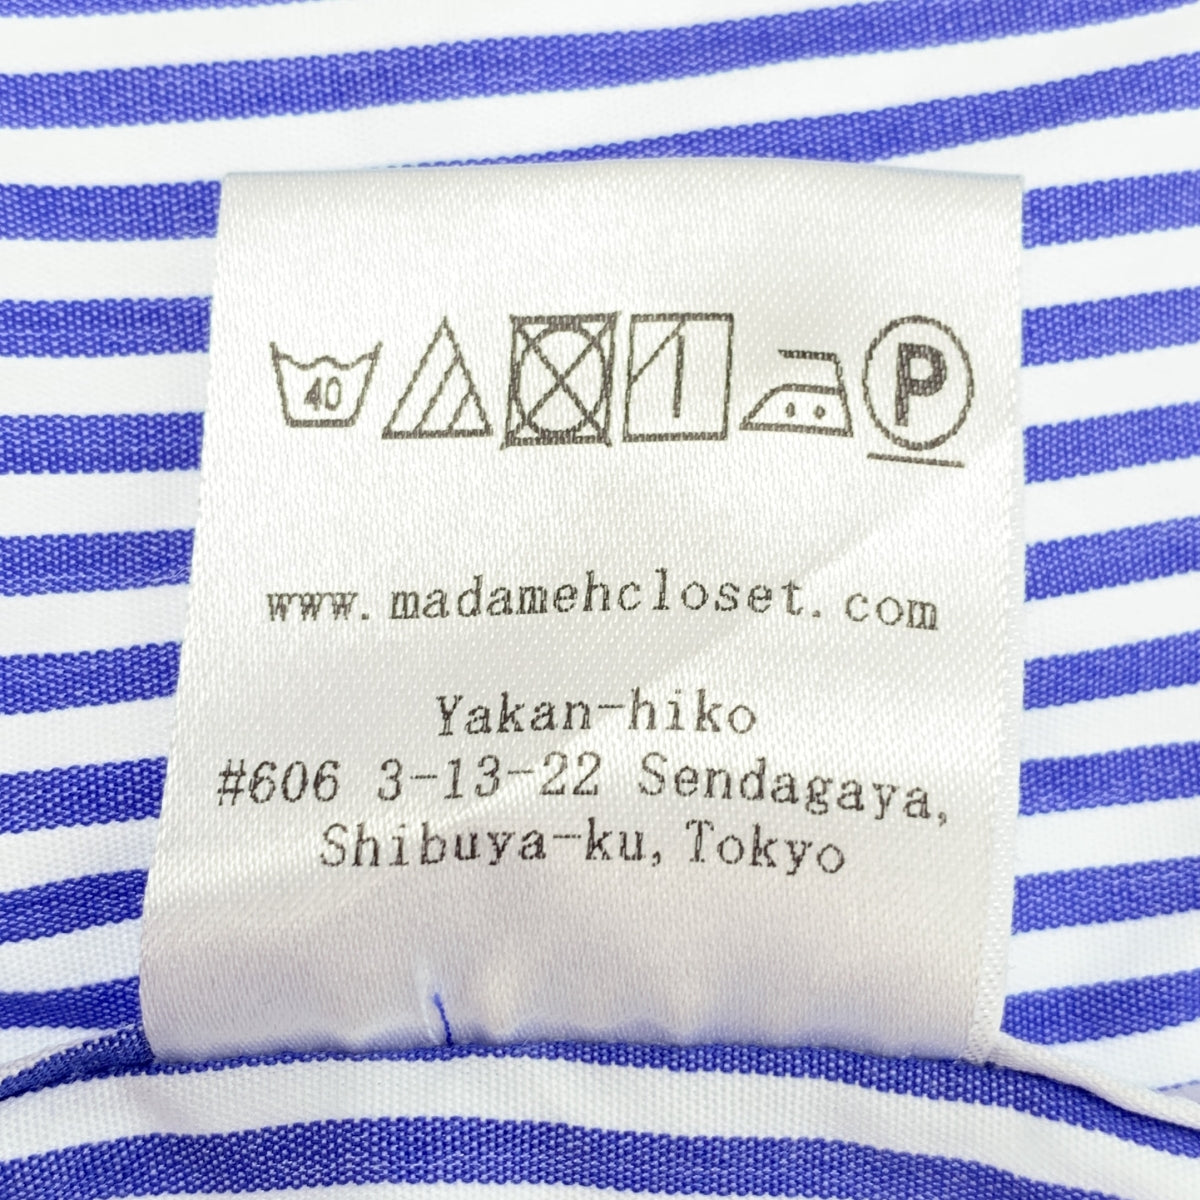 40
P
www.madamehcloset.com
Yakan-hiko
#606 3-13-22 Sendagaya,
Shibuya-ku, Tokyo